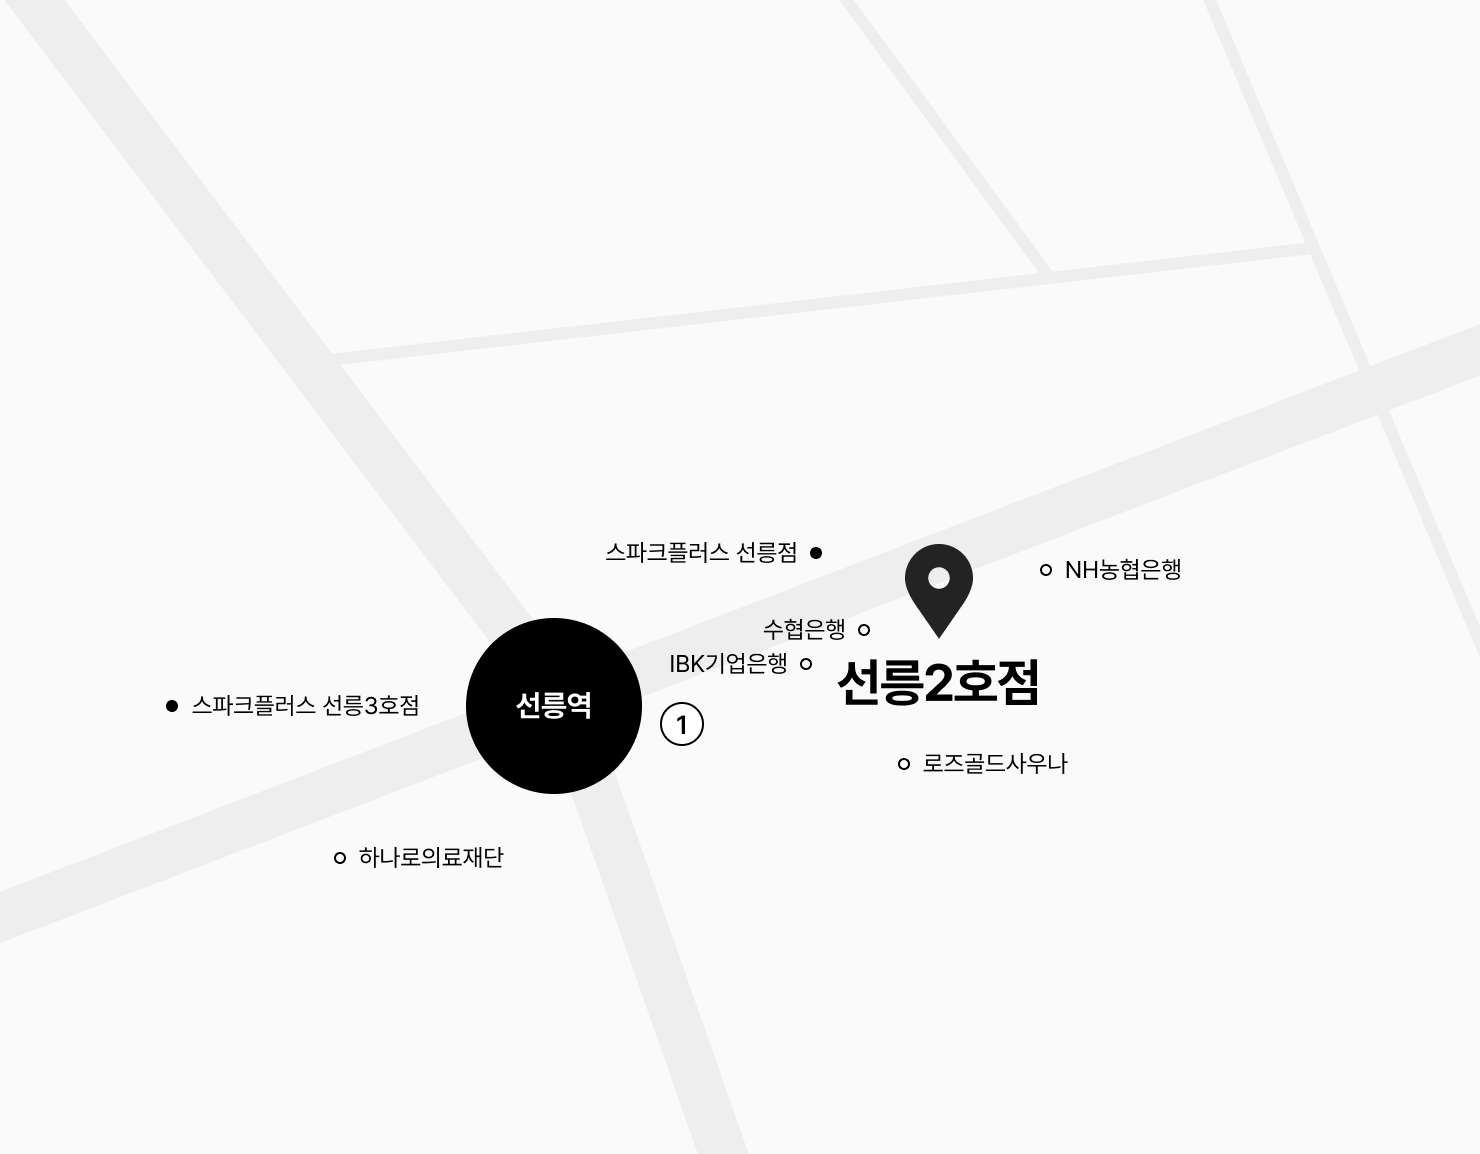 스파크플러스 선릉점
NH농협은행
수협은행
IBK기업은행
선릉2호점
스파크플러스 선릉3호점
선릉역
1
로즈골드사우나
하나로의료재단